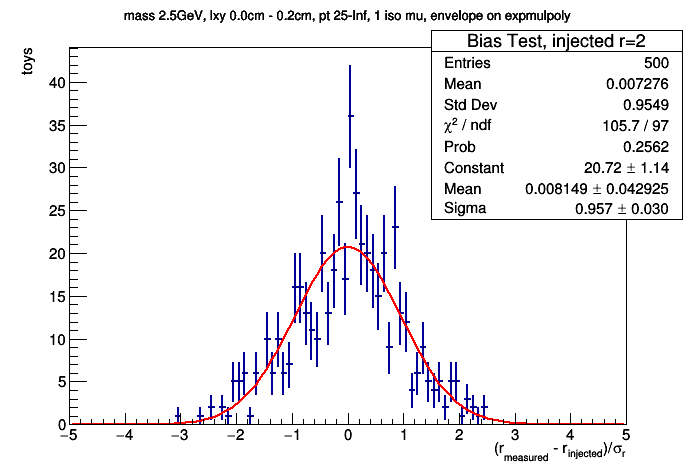 mass 2.5GeV, lxy 0.0cm - 0.2cm, pt 25-Inf, 1 iso mu, envelope on expmulpoly
Bias Test, injected r=2
Entries 500
Mean 0.007276
Std Dev 0.9549
χ² / ndf 105.7 / 97
Prob 0.2562
Constant 20.72 ± 1.14
Mean 0.008149 ± 0.042925
Sigma 0.957 ± 0.030
toys
40
35
30
25
20
15
10
5
0
−5 −4 −3 −2 −1 0 1 2 3 4 5
(r_measured - r_injected)/σ_r